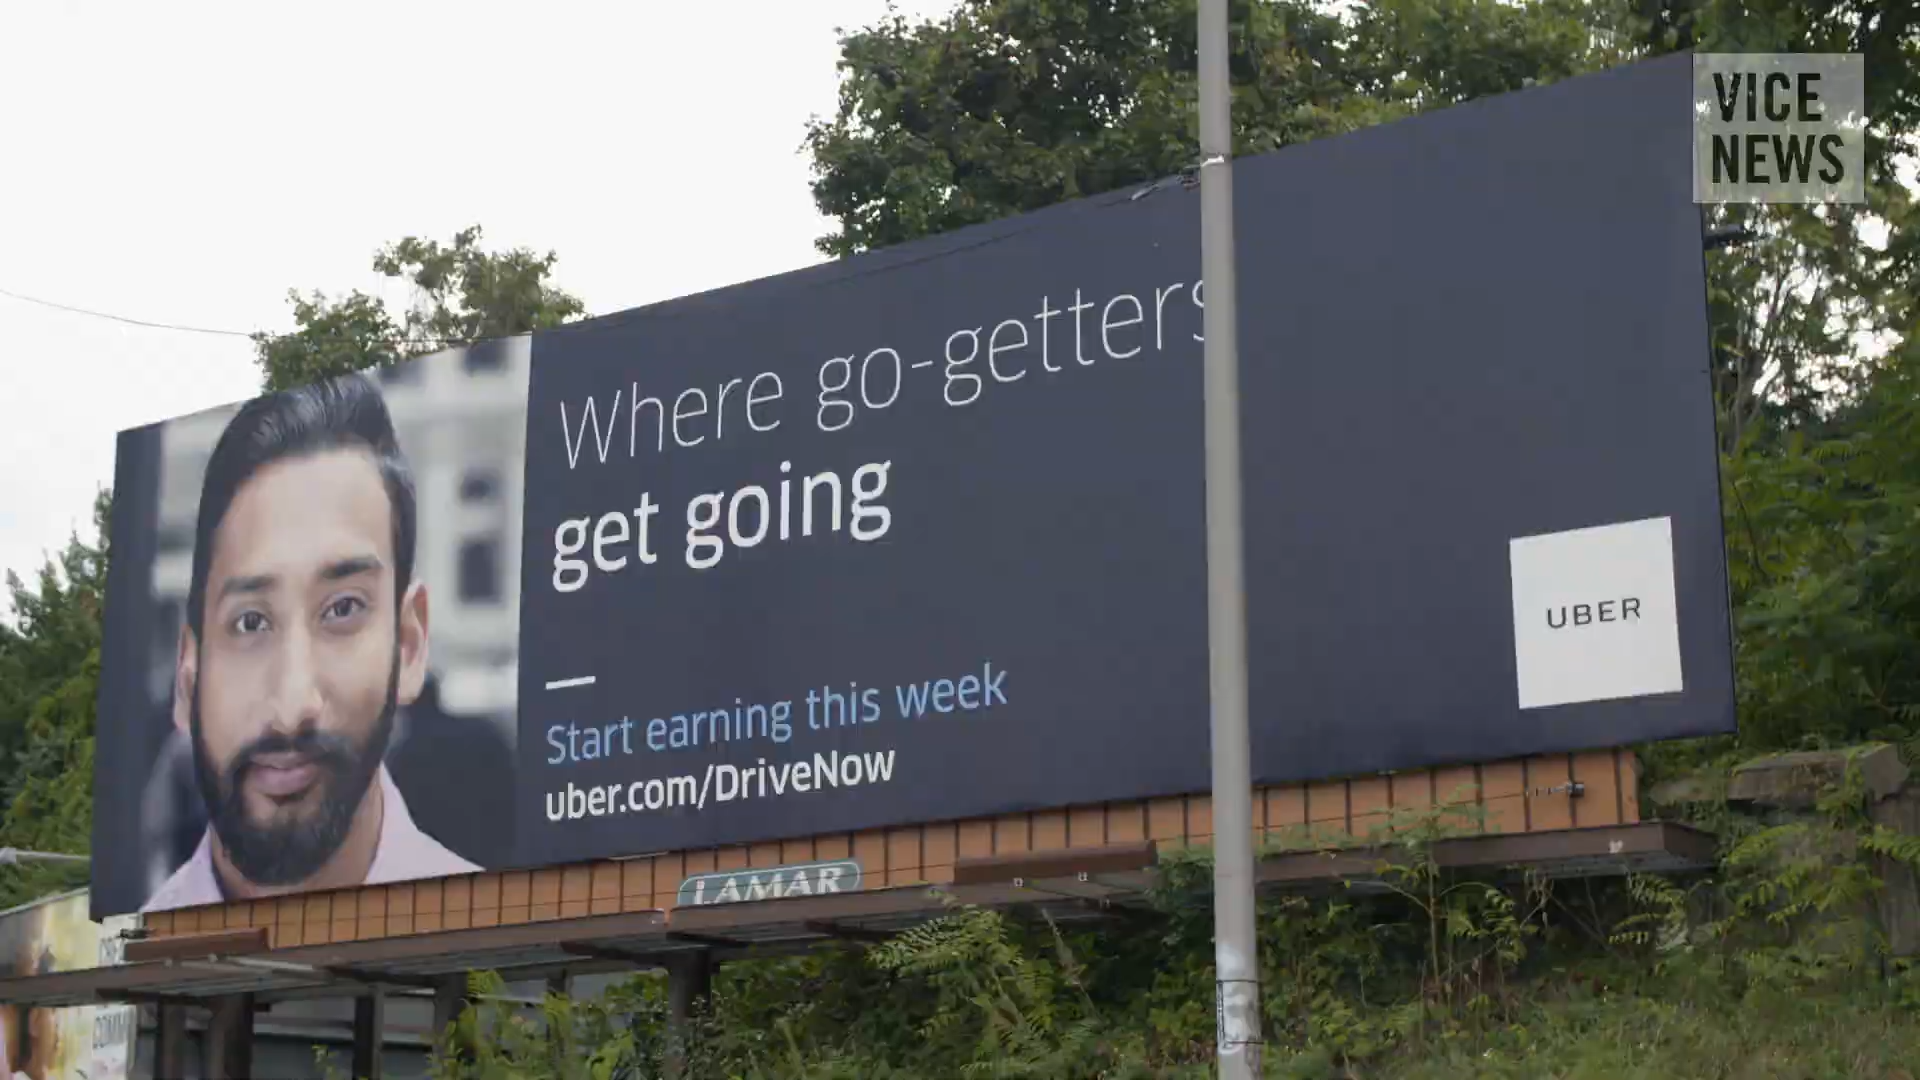 VICE
NEWS
Where go-getters
get going
Start earning this week
uber.com/DriveNow
UBER
LAMAR